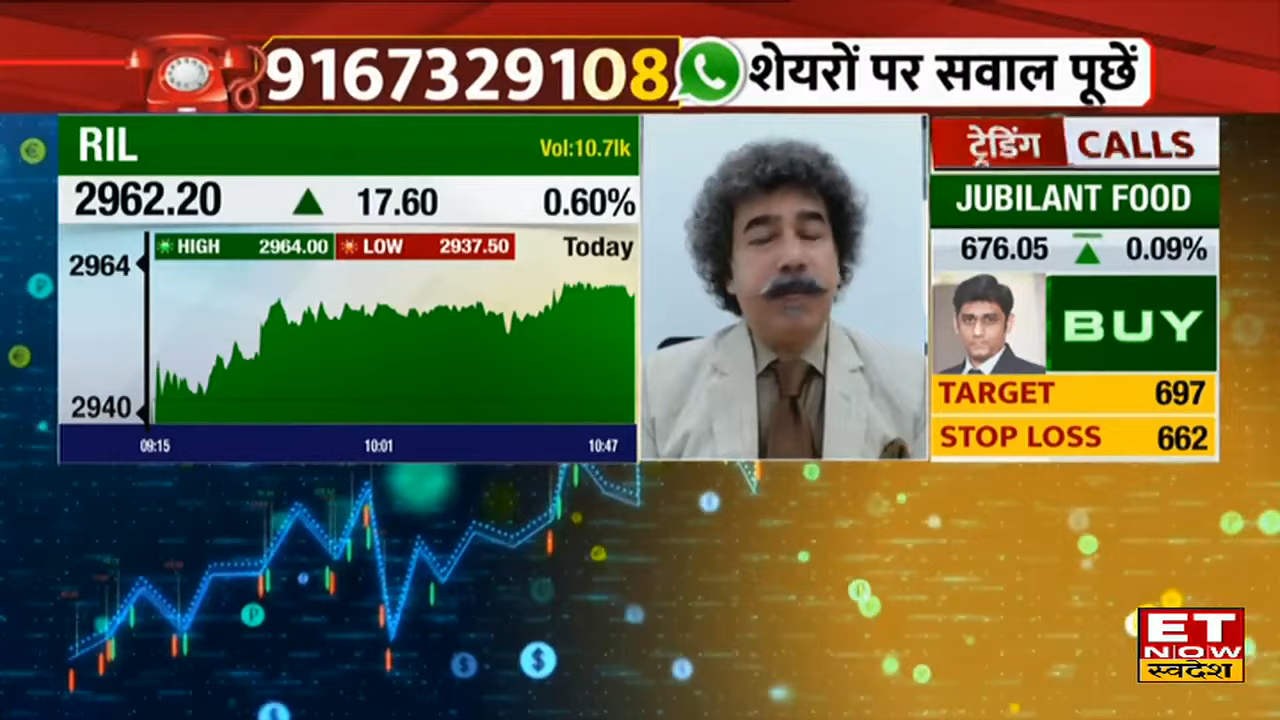 9167329108 शेयरों पर सवाल पूछें
RIL Vol:10.7lk
2962.20 17.60 0.60%
HIGH 2964.00 LOW 2937.50 Today
2964
2940
09:15 10:01 10:47
ट्रेडिंग CALLS
JUBILANT FOOD
676.05 0.09%
BUY
TARGET 697
STOP LOSS 662
ET
NOW
स्वदेश